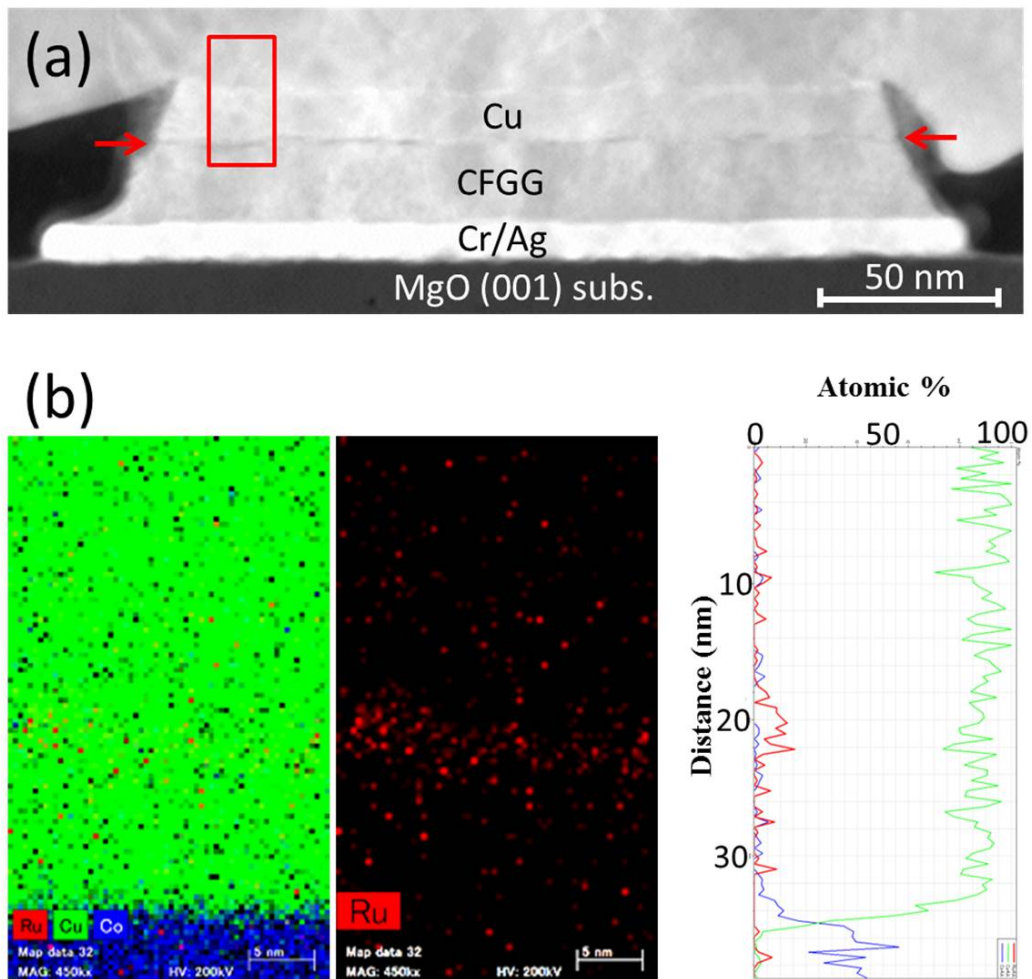 (a)
Cu
CFGG
Cr/Ag
MgO (001) subs.
50 nm
(b)
Ru Cu Co
Map data 32
MAG: 450kx HV: 200kV
5 nm
Ru
Map data 32
MAG: 450kx HV: 200kV
5 nm
Atomic %
0 50 100
Distance (nm)
10
20
30